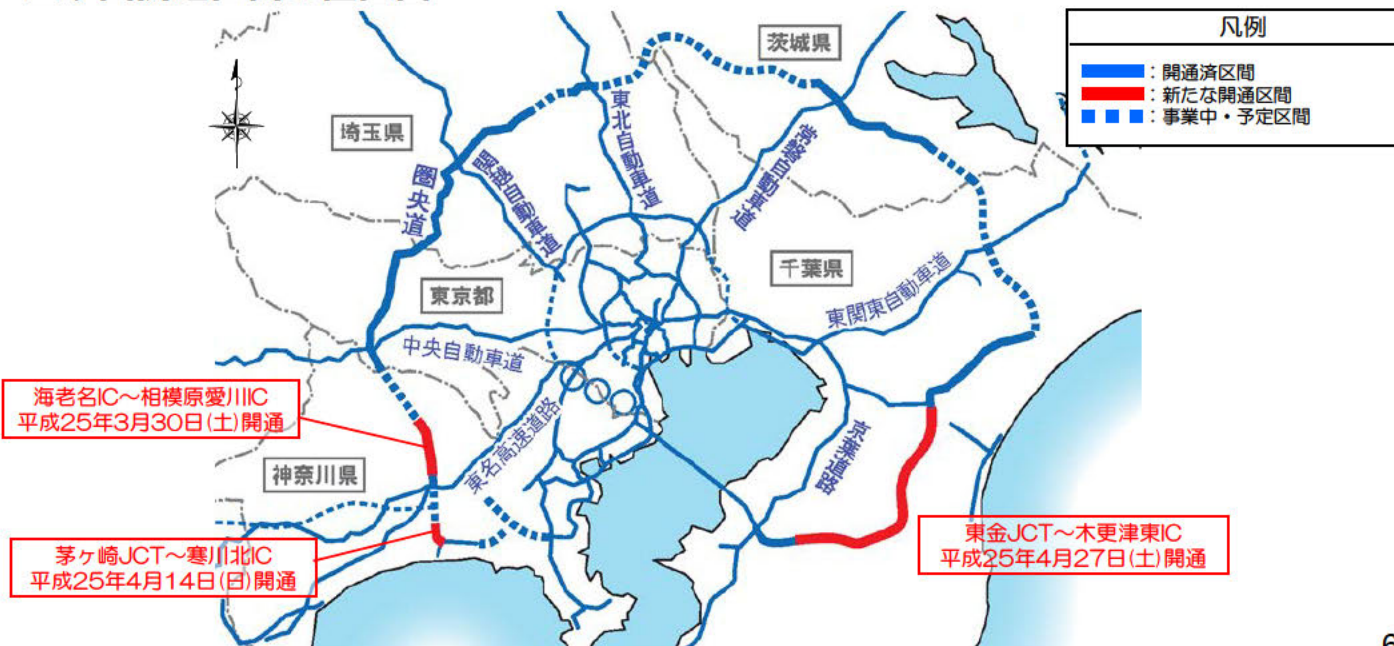 凡例
：開通済区間
：新たな開通区間
：事業中・予定区間
茨城県
埼玉県
東北自動車道
常磐自動車道
関越自動車道
圏央道
千葉県
東京都
東関東自動車道
中央自動車道
海老名IC～相模原愛川IC
平成25年3月30日(土)開通
東名高速道路
京葉道路
神奈川県
東金JCT～木更津東IC
平成25年4月27日(土)開通
茅ヶ崎JCT～寒川北IC
平成25年4月14日(日)開通
6